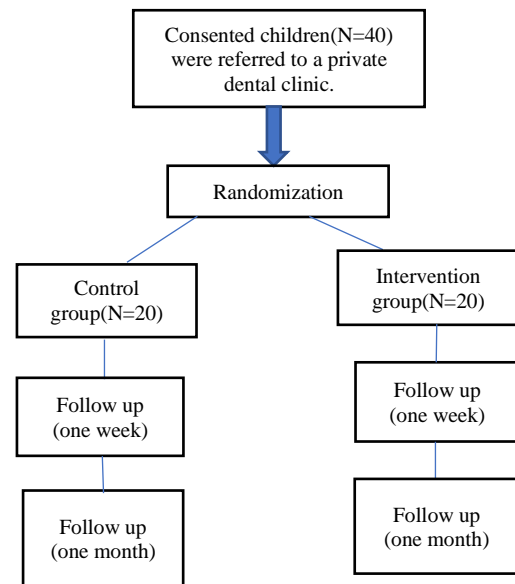 Consented children(N=40)
were referred to a private
dental clinic.
Randomization
Control
group(N=20)
Intervention
group(N=20)
Follow up
(one week)
Follow up
(one week)
Follow up
(one month)
Follow up
(one month)